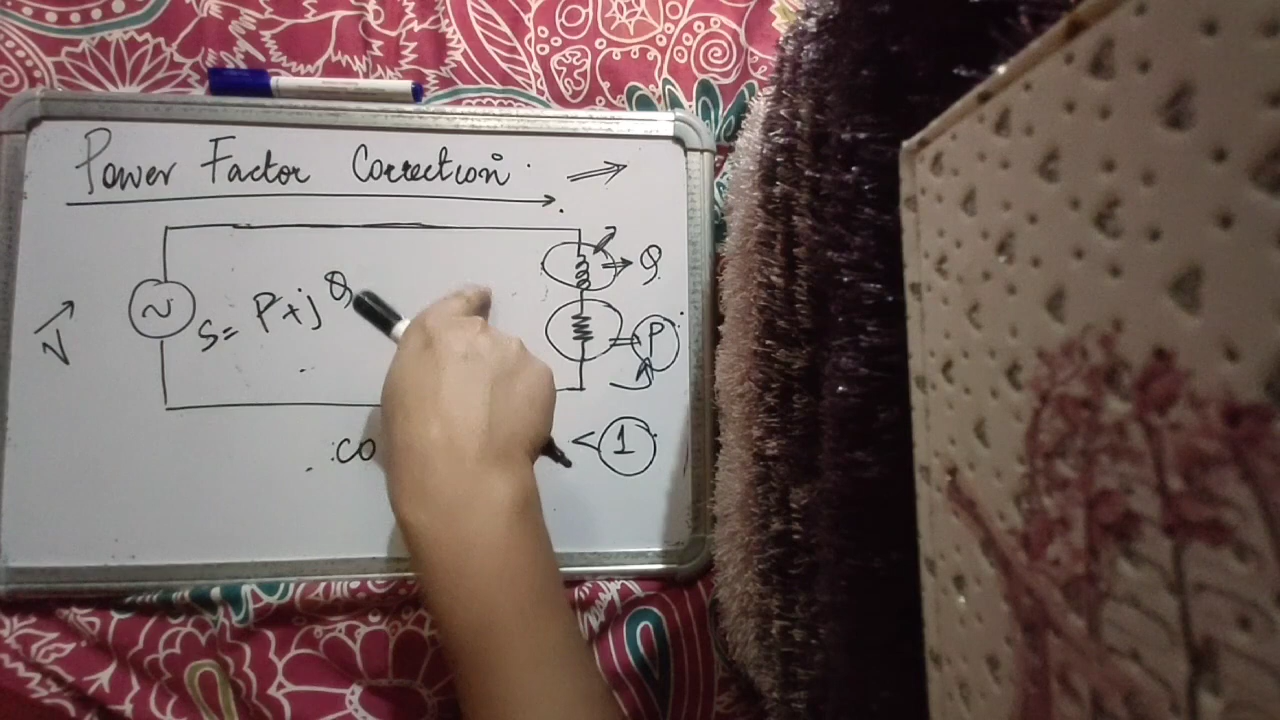 Power Factor Correction
Q
S= P+jQ
P
V
co
< 1